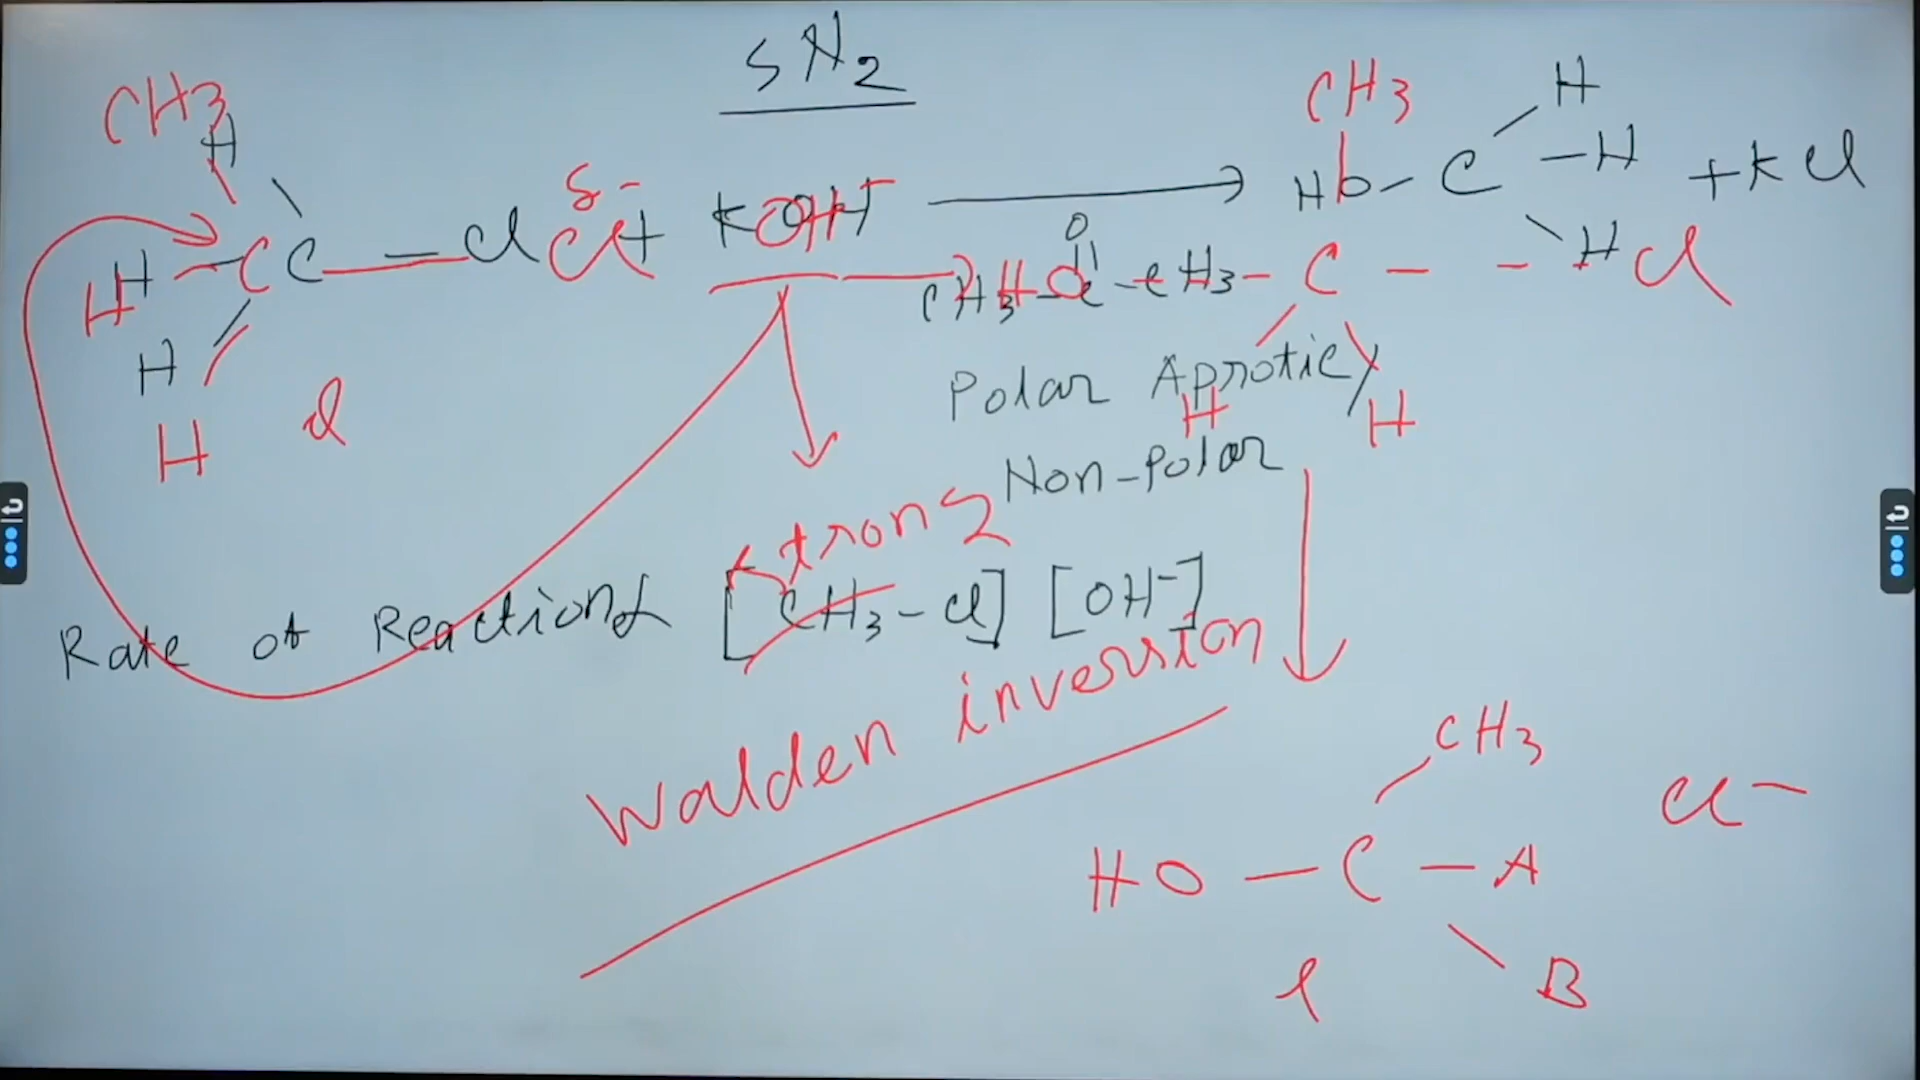 SN2
CH3
H
CH3
H
δ-
H
C
C
Cl
Cl
+
KOH
HO
C
H
H
+KCl
H
H
H
d
O
CH3
C
CH3
HO
C
Cl
Polar Aprotic
H
H
Non-Polar
Strong
Rate of Reaction α [CH3-Cl] [OH-]
Walden inversion
CH3
HO — C — A
Cl-
B
l